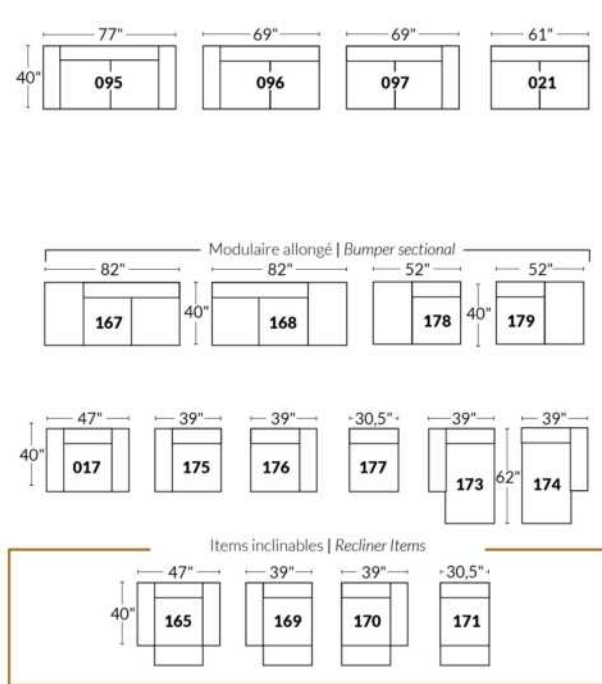 77" 69" 69" 61"
40"
095 096 097 021
Modulaire allongé | Bumper sectional
82" 82" 52" 52"
40" 40"
167 168 178 179
47" 39" 39" 30,5" 39" 39"
40"
017 175 176 177 173 62" 174
Items inclinables | Recliner Items
47" 39" 39" 30,5"
40"
165 169 170 171